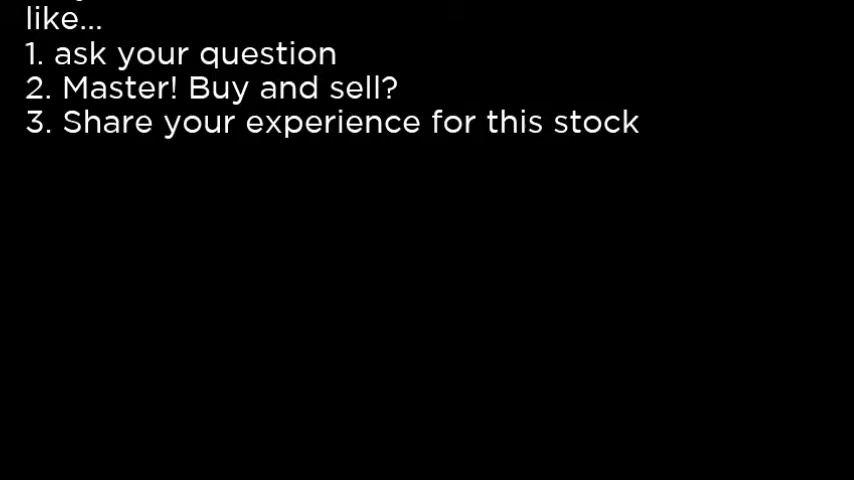 like...
1. ask your question
2. Master! Buy and sell?
3. Share your experience for this stock